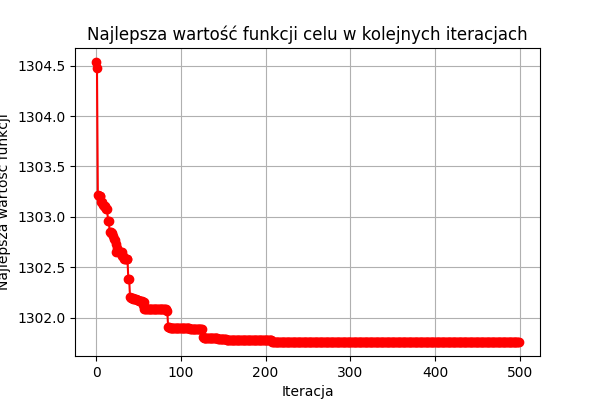 Najlepsza wartość funkcji celu w kolejnych iteracjach
Najlepsza wartość funkcji
1304.5
1304.0
1303.5
1303.0
1302.5
1302.0
0 100 200 300 400 500
Iteracja